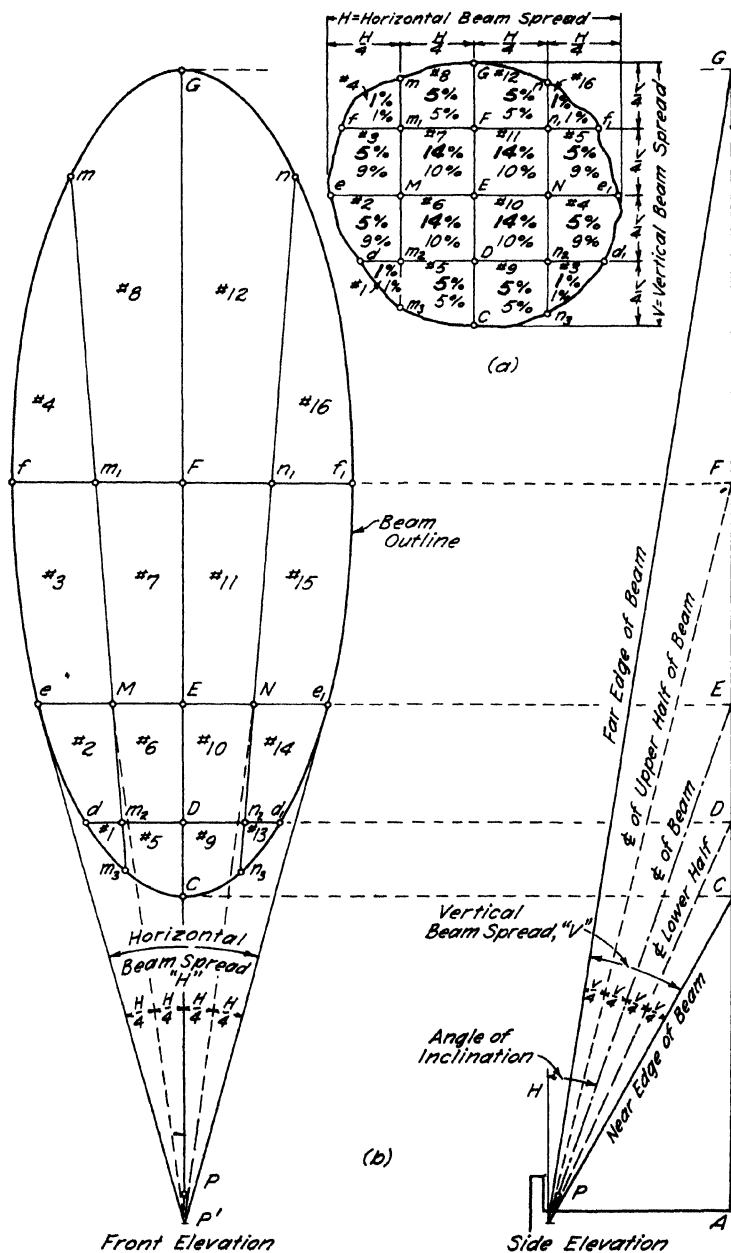 H=Horizontal Beam Spread
H/4 H/4 H/4 H/4
#4 m #8 G #12 n #16
1% 5% 5% 1%
1% 5% 5% 1%
f m₁ F n₁ f₁
#3 #7 #11 #5
5% 14% 14% 5%
9% 10% 10% 9%
e M E N e₁
#2 #6 #10 #4
5% 14% 14% 5%
9% 10% 10% 9%
d m₂ D n₂ d₁
#1 1% #5 #9 #3
1% 5% 5% 1%
5% 5% 1%
m₃ C n₃
V/4 V/4 V/4 V/4
V=Vertical Beam Spread
(a)
G
m n
#8 #12
#4 #16
f m₁ F n₁ f₁
Beam
Outline
#3 #7 #11 #15
e M E N e₁
#2 #6 #10 #14
d m₂ D n₂ d₁
#1 #5 #9 #13
m₃ n₃
C
Horizontal
Beam Spread
"H"
H/4 H/4 H/4 H/4
P
P'
Front Elevation
(b)
G
F
E
D
C
Far Edge of Beam
℄ of Upper Half of Beam
℄ of Beam
℄ Lower Half
Near Edge of Beam
Vertical
Beam Spread, "V"
V/4 V/4 V/4 V/4
Angle of
Inclination
H
P
A
Side Elevation